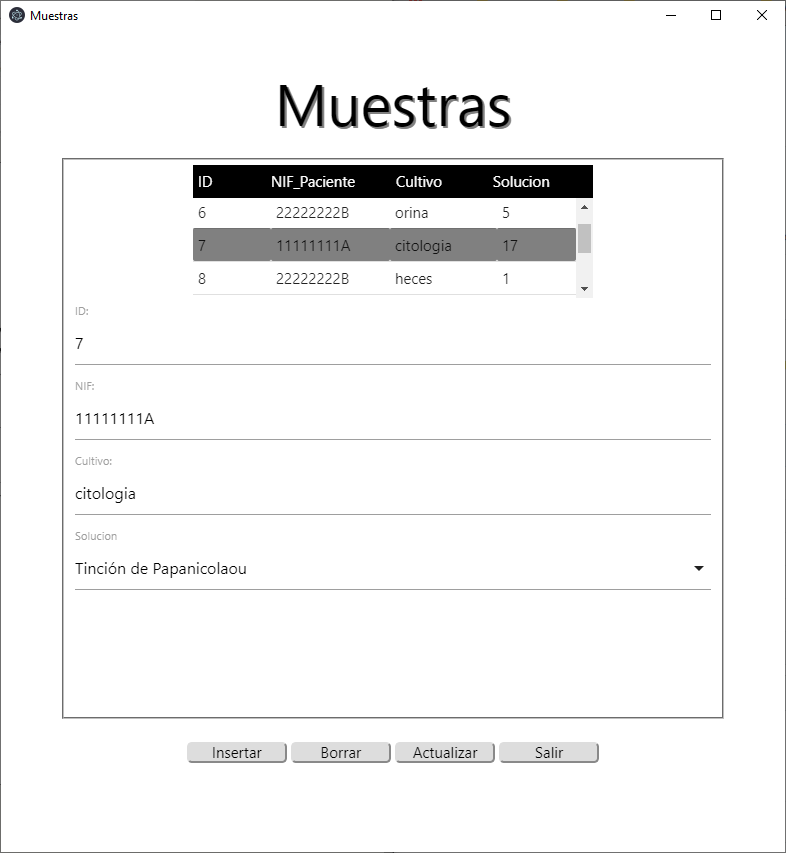 Muestras
Muestras
ID NIF_Paciente Cultivo Solucion
6 22222222B orina 5
7 11111111A citologia 17
8 22222222B heces 1
ID:
7
NIF:
11111111A
Cultivo:
citologia
Solucion
Tinción de Papanicolaou
Insertar Borrar Actualizar Salir